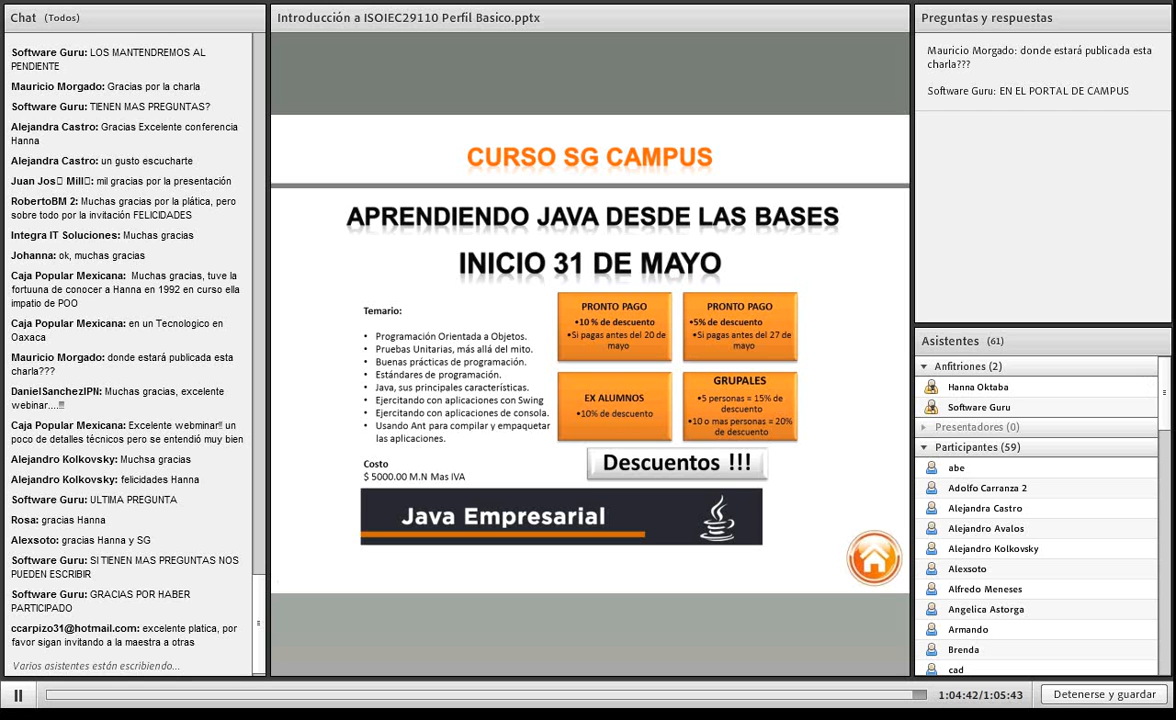 Chat (Todos)
Software Guru: LOS MANTENDREMOS AL
PENDIENTE
Mauricio Morgado: Gracias por la charla
Software Guru: TIENEN MAS PREGUNTAS?
Alejandra Castro: Gracias Excelente conferencia
Hanna
Alejandra Castro: un gusto escucharte
Juan Jos▯ Mill▯: mil gracias por la presentación
RobertoBM 2: Muchas gracias por la plática, pero
sobre todo por la invitación FELICIDADES
Integra IT Soluciones: Muchas gracias
Johanna: ok, muchas gracias
Caja Popular Mexicana: Muchas gracias, tuve la
fortuuna de conocer a Hanna en 1992 en curso ella
impatio de POO
Caja Popular Mexicana: en un Tecnologico en
Oaxaca
Mauricio Morgado: donde estará publicada esta
charla???
DanielSanchezIPN: Muchas gracias, excelente
webinar....!!!
Caja Popular Mexicana: Excelente webminar!! un
poco de detalles técnicos pero se entendió muy bien
Alejandro Kolkovsky: Muchsa gracias
Alejandro Kolkovsky: felicidades Hanna
Software Guru: ULTIMA PREGUNTA
Rosa: gracias Hanna
Alexsoto: gracias Hanna y SG
Software Guru: SI TIENEN MAS PREGUNTAS NOS
PUEDEN ESCRIBIR
Software Guru: GRACIAS POR HABER
PARTICIPADO
ccarpizo31@hotmail.com: excelente platica, por
favor sigan invitando a la maestra a otras
Varios asistentes están escribiendo...
Introducción a ISOIEC29110 Perfil Basico.pptx
CURSO SG CAMPUS
APRENDIENDO JAVA DESDE LAS BASES
INICIO 31 DE MAYO
Temario:
• Programación Orientada a Objetos.
• Pruebas Unitarias, más allá del mito.
• Buenas prácticas de programación.
• Estándares de programación.
• Java, sus principales características.
• Ejercitando con aplicaciones con Swing
• Ejercitando con aplicaciones de consola.
• Usando Ant para compilar y empaquetar
las aplicaciones.
Costo
$ 5000.00 M.N Mas IVA
PRONTO PAGO
•10 % de descuento
•Si pagas antes del 20 de
mayo
PRONTO PAGO
•5% de descuento
•Si pagas antes del 27 de
mayo
EX ALUMNOS
•10% de descuento
GRUPALES
•5 personas = 15% de
descuento
•10 o mas personas = 20%
de descuento
Descuentos !!!
Java Empresarial
Preguntas y respuestas
Mauricio Morgado: donde estará publicada esta
charla???
Software Guru: EN EL PORTAL DE CAMPUS
Asistentes (61)
Anfitriones (2)
Hanna Oktaba
Software Guru
Presentadores (0)
Participantes (59)
abe
Adolfo Carranza 2
Alejandra Castro
Alejandro Avalos
Alejandro Kolkovsky
Alexsoto
Alfredo Meneses
Angelica Astorga
Armando
Brenda
cad
1:04:42/1:05:43
Detenerse y guardar